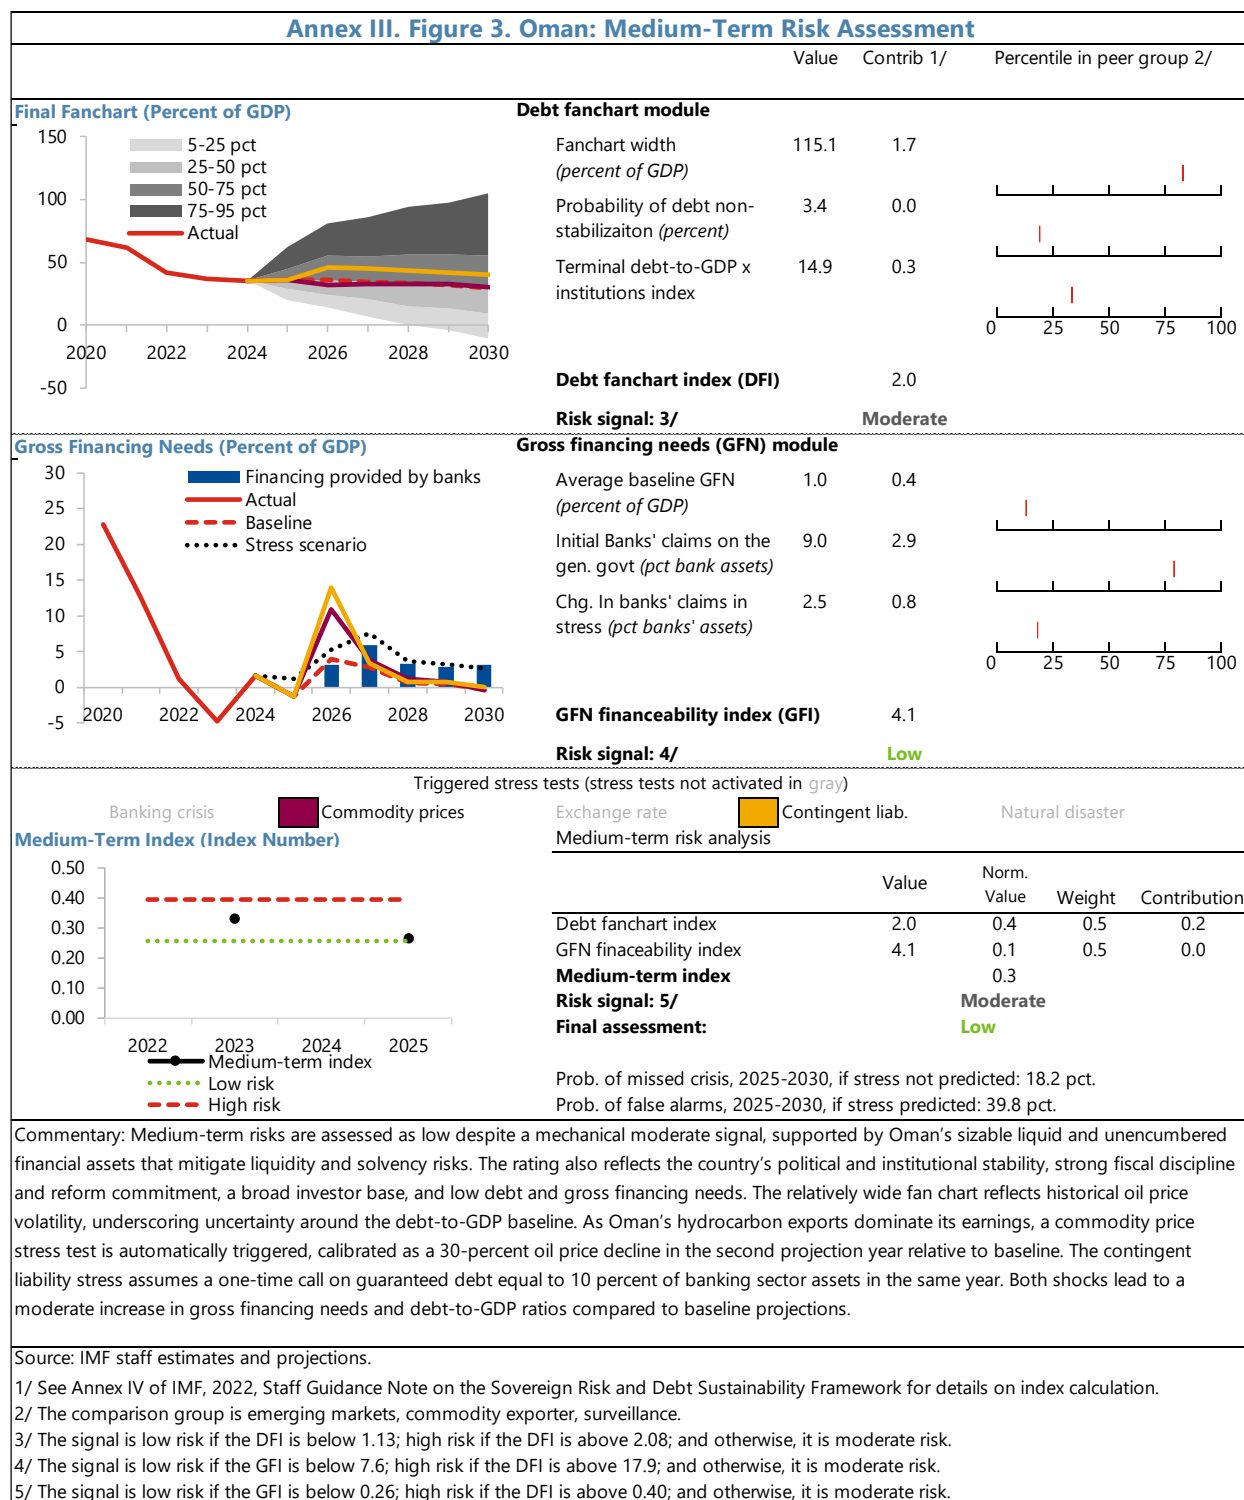 Annex III. Figure 3. Oman: Medium-Term Risk Assessment
Value Contrib 1/ Percentile in peer group 2/
Final Fanchart (Percent of GDP)
150
100
50
0
-50
5-25 pct
25-50 pct
50-75 pct
75-95 pct
Actual
2020 2022 2024 2026 2028 2030
Debt fanchart module
Fanchart width 115.1 1.7
(percent of GDP)
Probability of debt non- 3.4 0.0
stabilizaiton (percent)
Terminal debt-to-GDP x 14.9 0.3
institutions index
0 25 50 75 100
Debt fanchart index (DFI) 2.0
Risk signal: 3/ Moderate
Gross Financing Needs (Percent of GDP)
30
25
20
15
10
5
0
-5
Financing provided by banks
Actual
Baseline
Stress scenario
2020 2022 2024 2026 2028 2030
Gross financing needs (GFN) module
Average baseline GFN 1.0 0.4
(percent of GDP)
Initial Banks' claims on the 9.0 2.9
gen. govt (pct bank assets)
Chg. In banks' claims in 2.5 0.8
stress (pct banks' assets)
0 25 50 75 100
GFN financeability index (GFI) 4.1
Risk signal: 4/ Low
Triggered stress tests (stress tests not activated in gray)
Banking crisis Commodity prices Exchange rate Contingent liab. Natural disaster
Medium-Term Index (Index Number)
0.50
0.40
0.30
0.20
0.10
0.00
2022 2023 2024 2025
Medium-term index
Low risk
High risk
Medium-term risk analysis
Value Norm. Value Weight Contribution
Debt fanchart index 2.0 0.4 0.5 0.2
GFN finaceability index 4.1 0.1 0.5 0.0
Medium-term index 0.3
Risk signal: 5/ Moderate
Final assessment: Low
Prob. of missed crisis, 2025-2030, if stress not predicted: 18.2 pct.
Prob. of false alarms, 2025-2030, if stress predicted: 39.8 pct.
Commentary: Medium-term risks are assessed as low despite a mechanical moderate signal, supported by Oman’s sizable liquid and unencumbered
financial assets that mitigate liquidity and solvency risks. The rating also reflects the country’s political and institutional stability, strong fiscal discipline
and reform commitment, a broad investor base, and low debt and gross financing needs. The relatively wide fan chart reflects historical oil price
volatility, underscoring uncertainty around the debt-to-GDP baseline. As Oman’s hydrocarbon exports dominate its earnings, a commodity price
stress test is automatically triggered, calibrated as a 30-percent oil price decline in the second projection year relative to baseline. The contingent
liability stress assumes a one-time call on guaranteed debt equal to 10 percent of banking sector assets in the same year. Both shocks lead to a
moderate increase in gross financing needs and debt-to-GDP ratios compared to baseline projections.
Source: IMF staff estimates and projections.
1/ See Annex IV of IMF, 2022, Staff Guidance Note on the Sovereign Risk and Debt Sustainability Framework for details on index calculation.
2/ The comparison group is emerging markets, commodity exporter, surveillance.
3/ The signal is low risk if the DFI is below 1.13; high risk if the DFI is above 2.08; and otherwise, it is moderate risk.
4/ The signal is low risk if the GFI is below 7.6; high risk if the DFI is above 17.9; and otherwise, it is moderate risk.
5/ The signal is low risk if the GFI is below 0.26; high risk if the DFI is above 0.40; and otherwise, it is moderate risk.